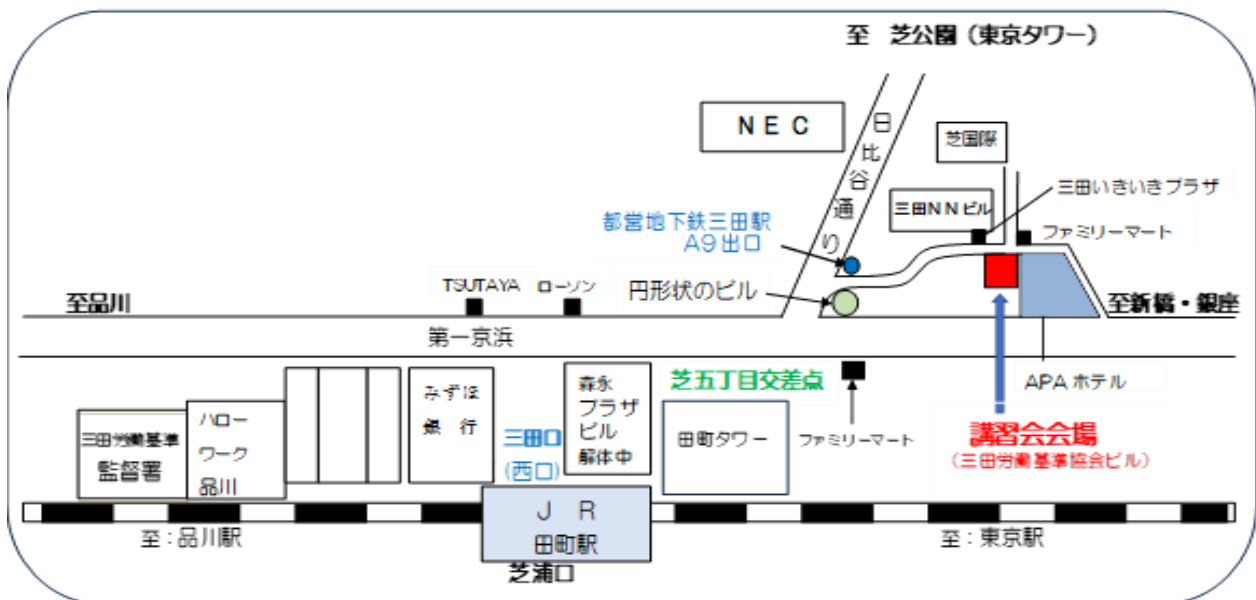 至　芝公園（東京タワー）
ＮＥＣ
日比谷通り
芝国際
三田いきいきプラザ
三田ＮＮビル
ファミリーマート
都営地下鉄三田駅
A9出口
TSUTAYA
ローソン
円形状のビル
至品川
至新橋・銀座
第一京浜
芝五丁目交差点
APAホテル
みずほ
銀　行
森永
プラザ
ビル
解体中
三田労働基準
監督署
ハロー
ワーク
品川
三田口
(西口)
田町タワー
ファミリーマート
講習会会場
（三田労働基準協会ビル）
Ｊ　Ｒ
田町駅
至：品川駅
至：東京駅
芝浦口